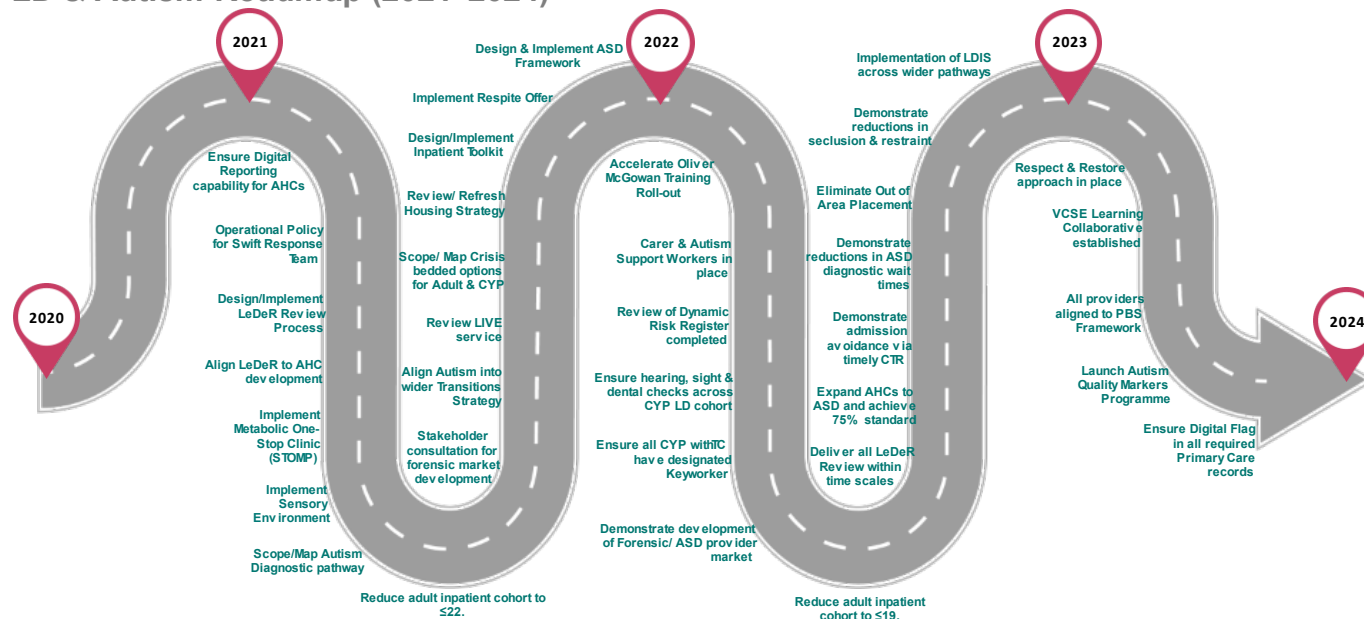 LD & Autism Roadmap (2021-2024)
2020
2021
Ensure Digital
Reporting
capability for AHCs
Operational Policy
for Swift Response
Team
Design/Implement
LeDeR Review
Process
Align LeDeR to AHC
development
Implement
Metabolic One-
Stop Clinic
(STOMP)
Implement
Sensory
Environment
Scope/Map Autism
Diagnostic pathway
Reduce adult inpatient cohort to
≤22.
Design & Implement ASD
Framework
Implement Respite Offer
Design/Implement
Inpatient Toolkit
Review/ Refresh
Housing Strategy
Scope/ Map Crisis
bedded options
for Adult & CYP
Review LIVE
service
Align Autism into
wider Transitions
Strategy
Stakeholder
consultation for
forensic market
development
2022
Accelerate Oliver
McGowan Training
Roll-out
Carer & Autism
Support Workers in
place
Review of Dynamic
Risk Register
completed
Ensure hearing, sight &
dental checks across
CYP LD cohort
Ensure all CYP withTC
have designated
Keyworker
Demonstrate development
of Forensic/ ASD provider
market
Reduce adult inpatient
cohort to ≤19.
Implementation of LDIS
across wider pathways
Demonstrate
reductions in
seclusion & restraint
Eliminate Out of
Area Placement
Demonstrate
reductions in ASD
diagnostic wait
times
Demonstrate
admission
avoidance via
timely CTR
Expand AHCs to
ASD and achieve
75% standard
Deliver all LeDeR
Review within
time scales
2023
Respect & Restore
approach in place
VCSE Learning
Collaborative
established
All providers
aligned to PBS
Framework
Launch Autism
Quality Markers
Programme
Ensure Digital Flag
in all required
Primary Care
records
2024